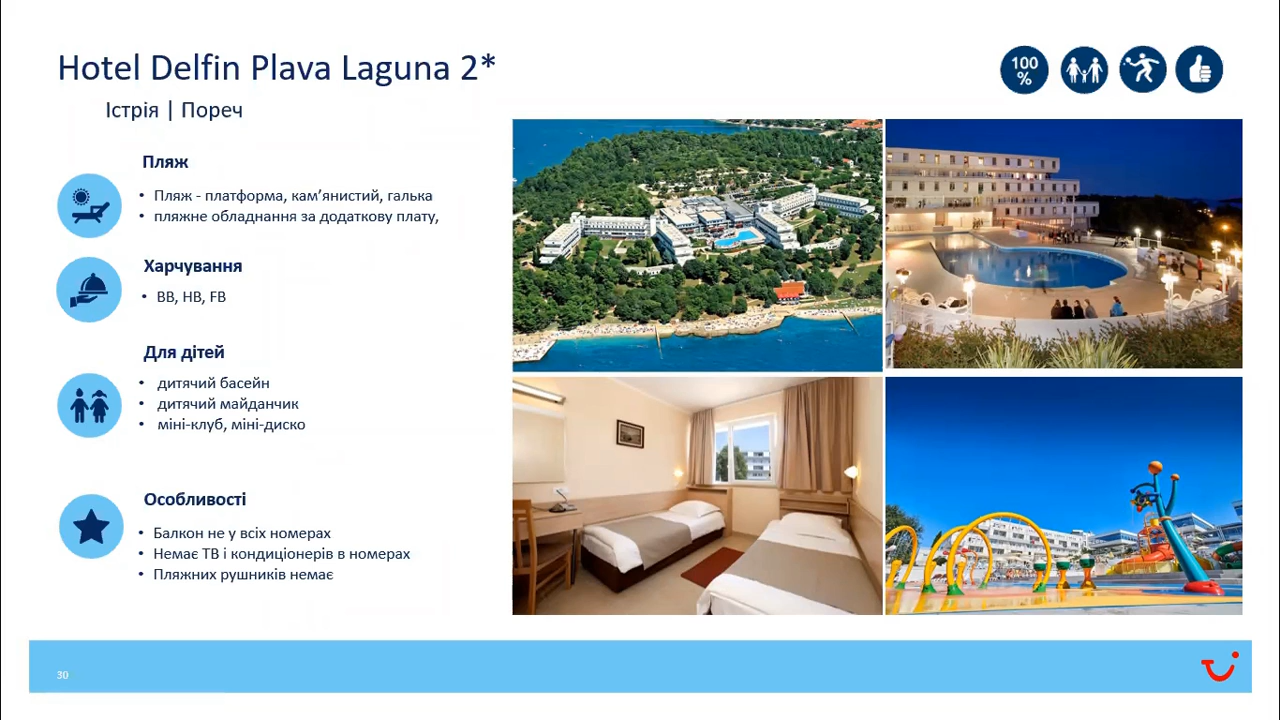 Hotel Delfin Plava Laguna 2*
Істрія | Пореч
100
%
Пляж
• Пляж - платформа, кам’янистий, галька
• пляжне обладнання за додаткову плату,
Харчування
• BB, HB, FB
Для дітей
• дитячий басейн
• дитячий майданчик
• міні-клуб, міні-диско
Особливості
• Балкон не у всіх номерах
• Немає ТВ і кондиціонерів в номерах
• Пляжних рушників немає
30